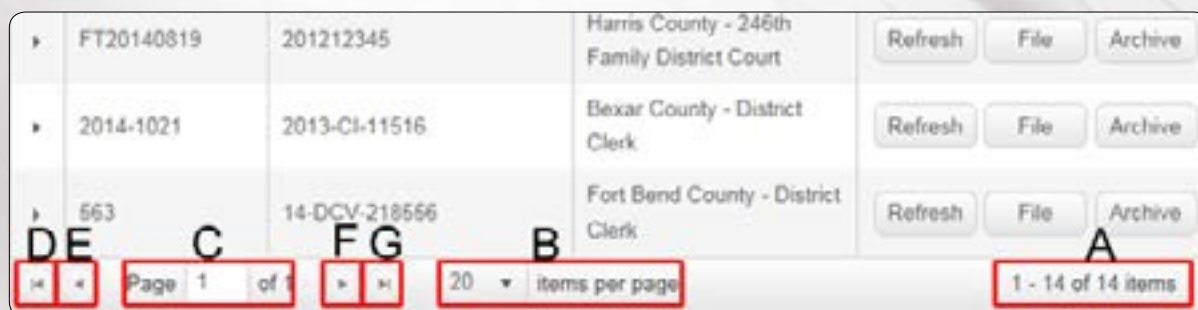 FT20140819 201212345 Harris County - 246th Family District Court Refresh File Archive
2014-1021 2013-CI-11516 Bexar County - District Clerk Refresh File Archive
563 14-DCV-218556 Fort Bend County - District Clerk Refresh File Archive
D E C F G B A
Page 1 of 1 20 items per page 1 - 14 of 14 items